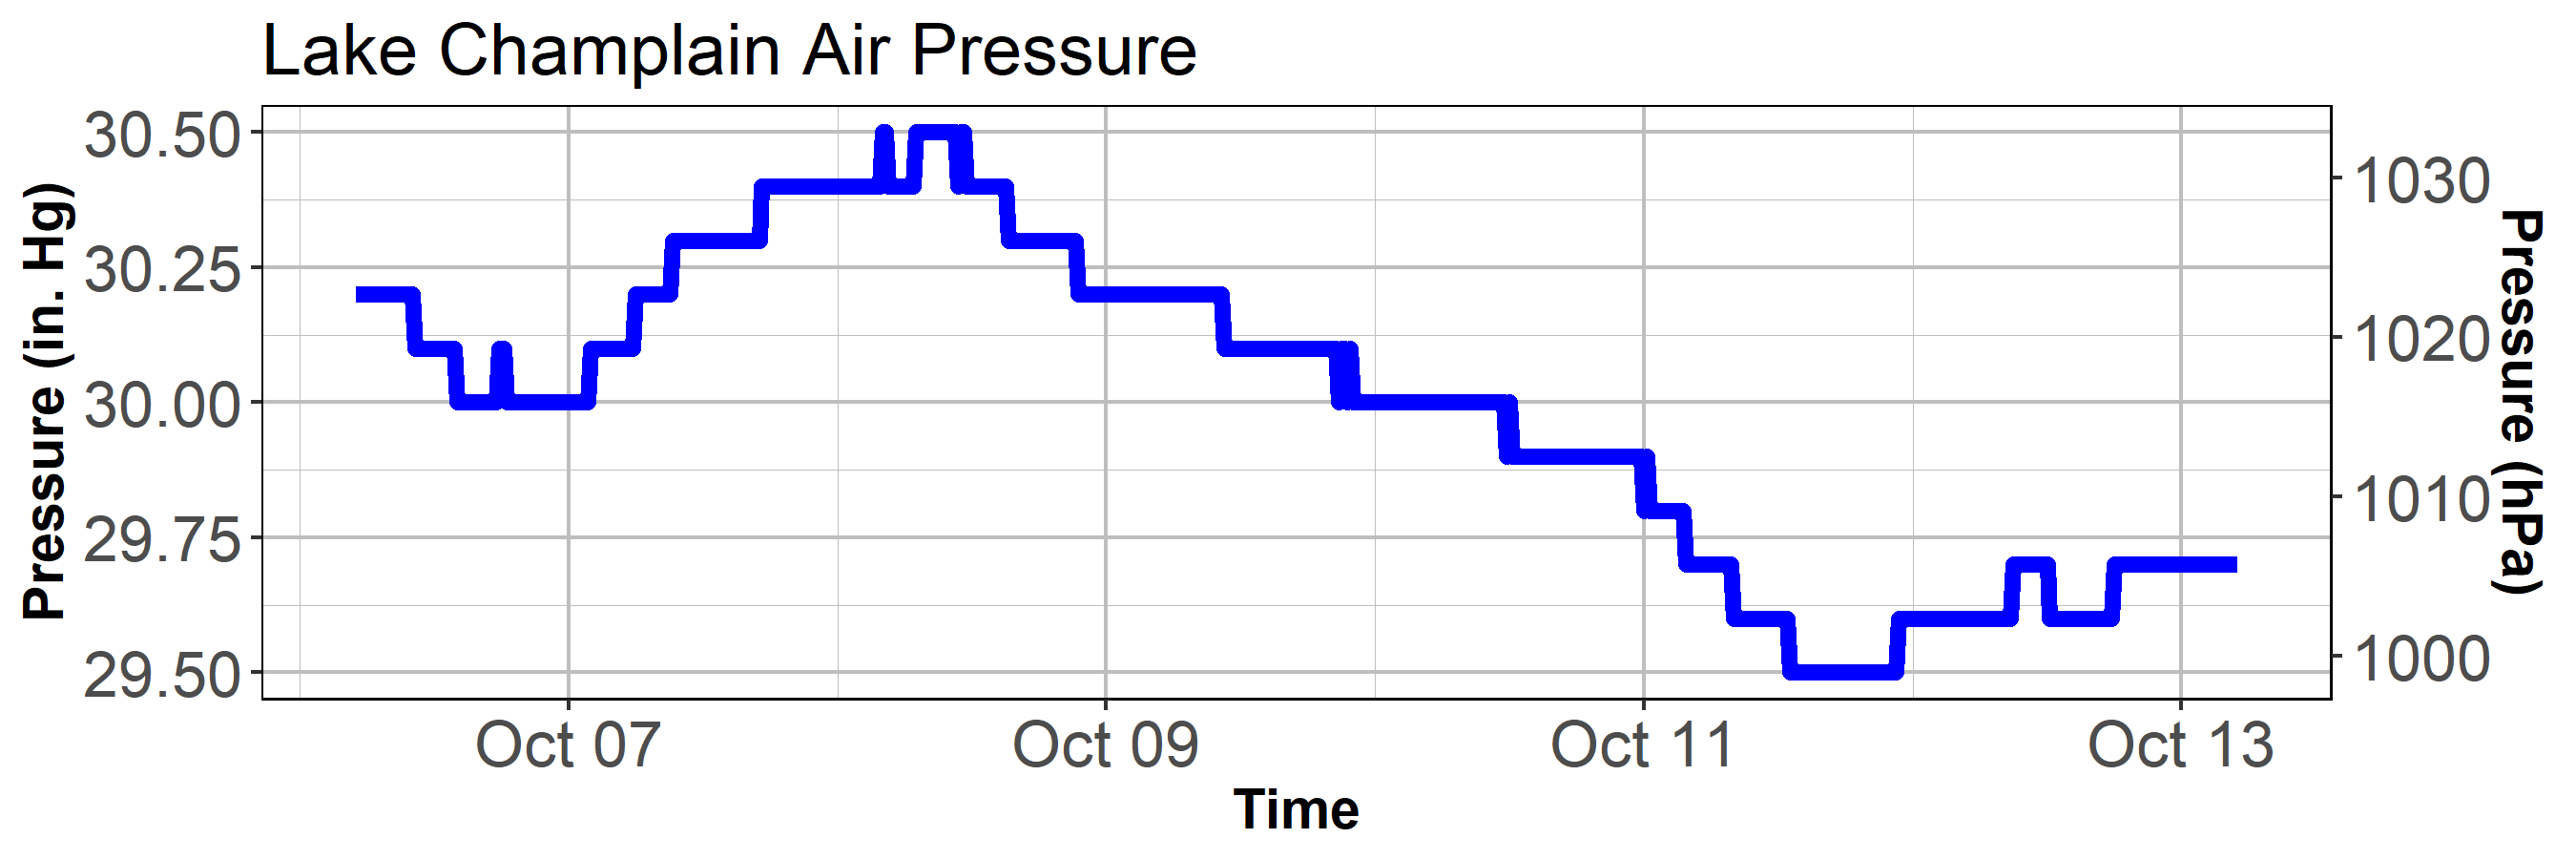 Lake Champlain Air Pressure
Pressure (in. Hg)
30.50
30.25
30.00
29.75
29.50
1030
1020
1010
1000
Pressure (hPa)
Oct 07 Oct 09 Oct 11 Oct 13
Time